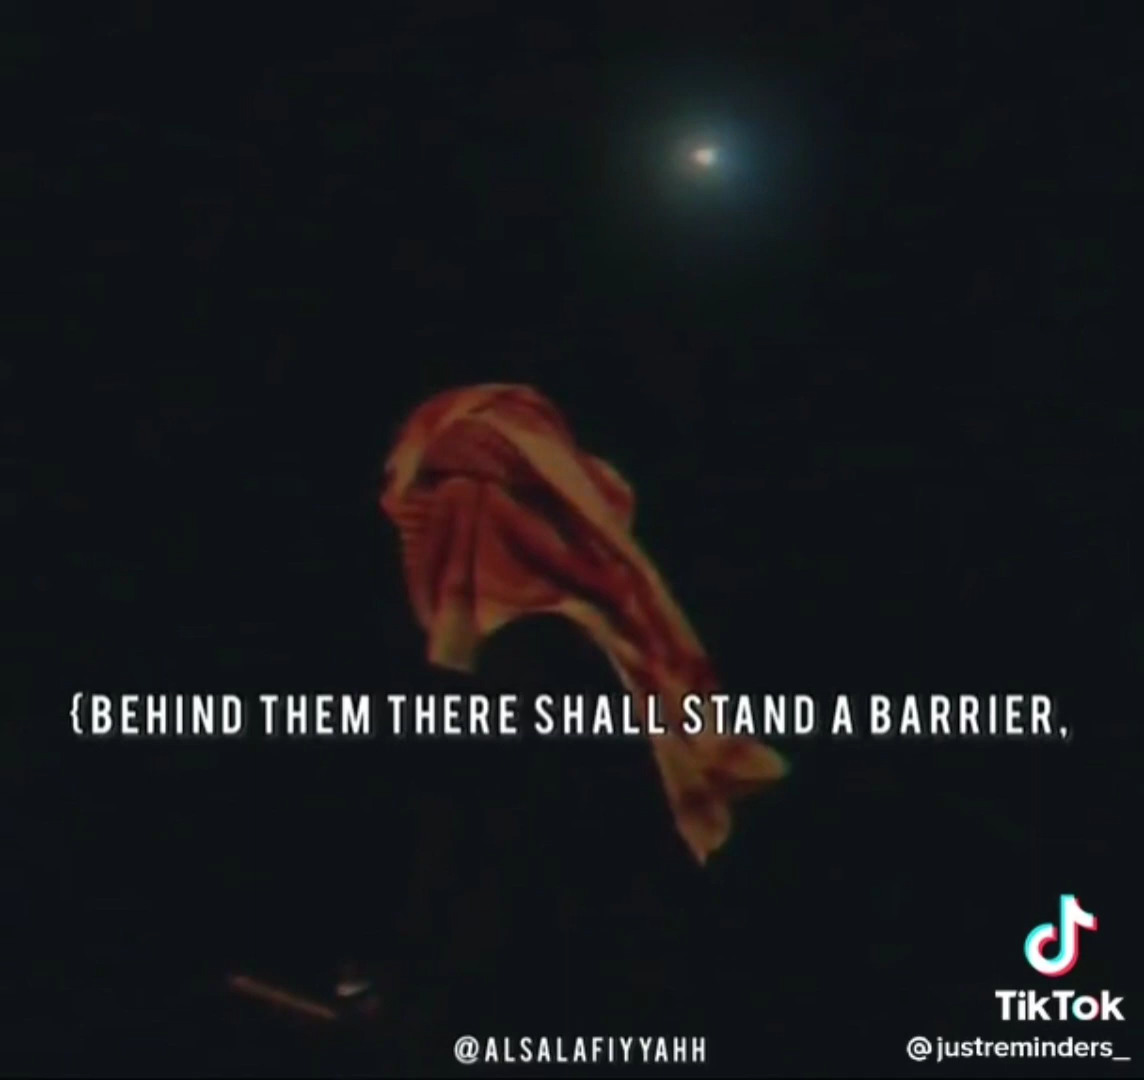 {BEHIND THEM THERE SHALL STAND A BARRIER,
TikTok
@ALSALAFIYYAHH
@justreminders_